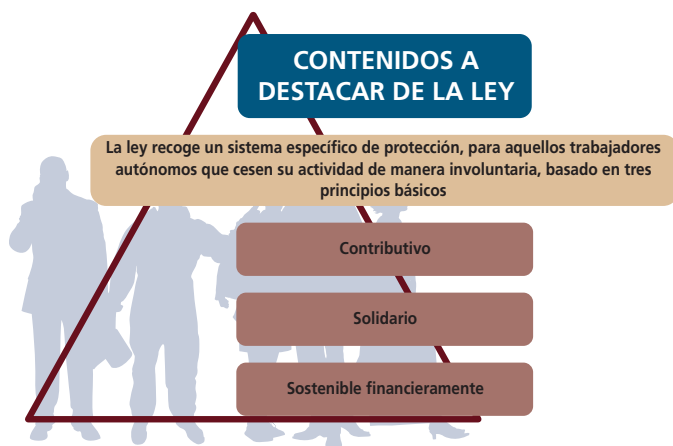 CONTENIDOS A
DESTACAR DE LA LEY
La ley recoge un sistema específico de protección, para aquellos trabajadores
autónomos que cesen su actividad de manera involuntaria, basado en tres
principios básicos
Contributivo
Solidario
Sostenible financieramente